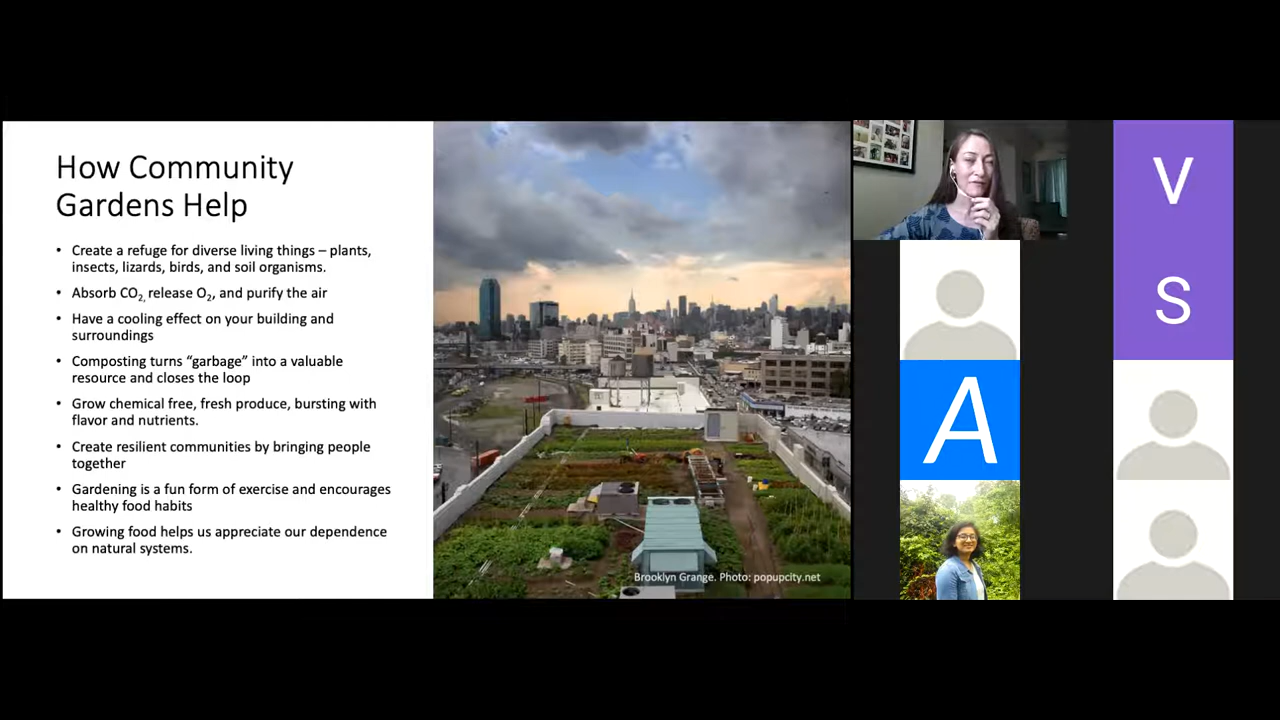 How Community
Gardens Help
• Create a refuge for diverse living things – plants,
insects, lizards, birds, and soil organisms.
• Absorb CO₂, release O₂, and purify the air
• Have a cooling effect on your building and
surroundings
• Composting turns “garbage” into a valuable
resource and closes the loop
• Grow chemical free, fresh produce, bursting with
flavor and nutrients.
• Create resilient communities by bringing people
together
• Gardening is a fun form of exercise and encourages
healthy food habits
• Growing food helps us appreciate our dependence
on natural systems.
Brooklyn Grange. Photo: popupcity.net
V
S
A